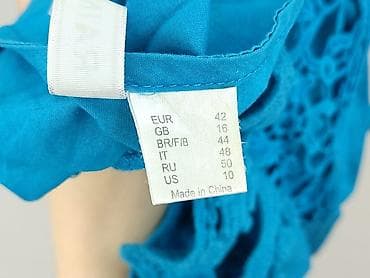 EUR 42
GB 16
BR/F/B 44
IT 48
RU 50
US 10
Made in China